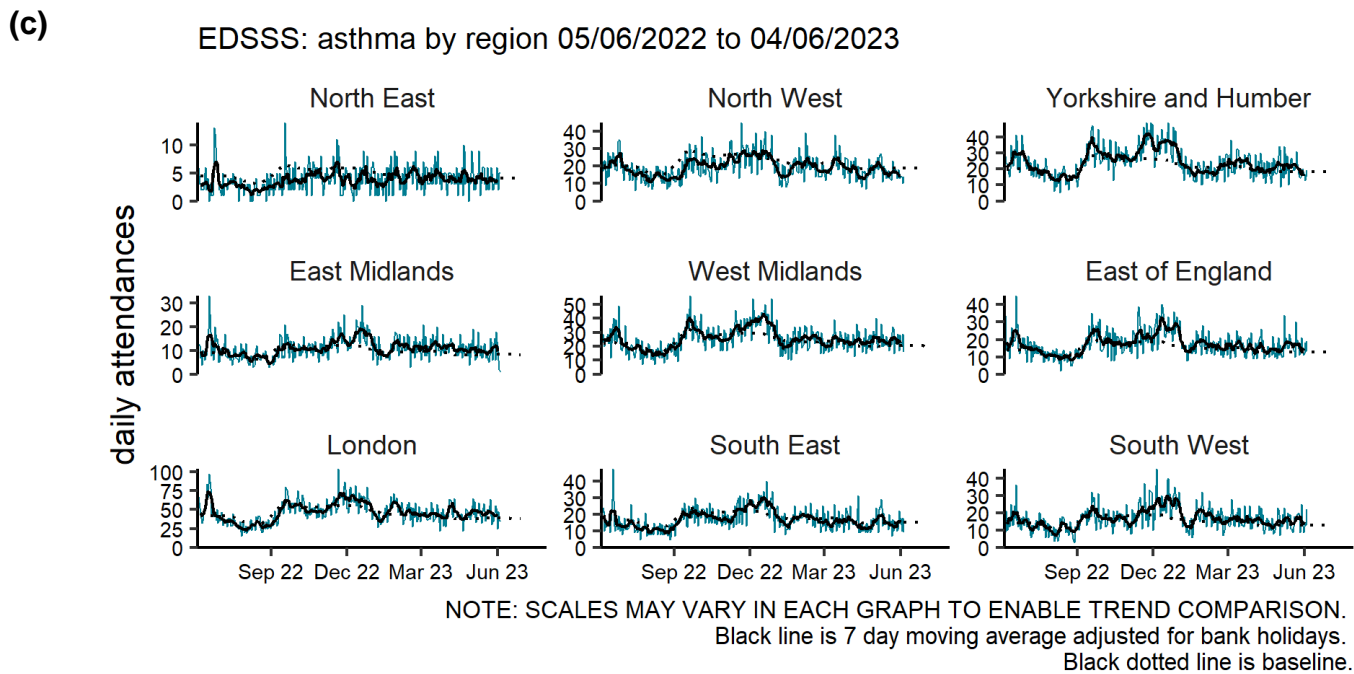 (c)
EDSSS: asthma by region 05/06/2022 to 04/06/2023
North East
10
5
0
North West
40
30
20
10
0
Yorkshire and Humber
40
30
20
10
0
daily attendances
East Midlands
30
20
10
0
West Midlands
50
40
30
20
10
0
East of England
40
30
20
10
0
London
100
75
50
25
0
Sep 22 Dec 22 Mar 23 Jun 23
South East
40
30
20
10
0
Sep 22 Dec 22 Mar 23 Jun 23
South West
40
30
20
10
0
Sep 22 Dec 22 Mar 23 Jun 23
NOTE: SCALES MAY VARY IN EACH GRAPH TO ENABLE TREND COMPARISON.
Black line is 7 day moving average adjusted for bank holidays.
Black dotted line is baseline.